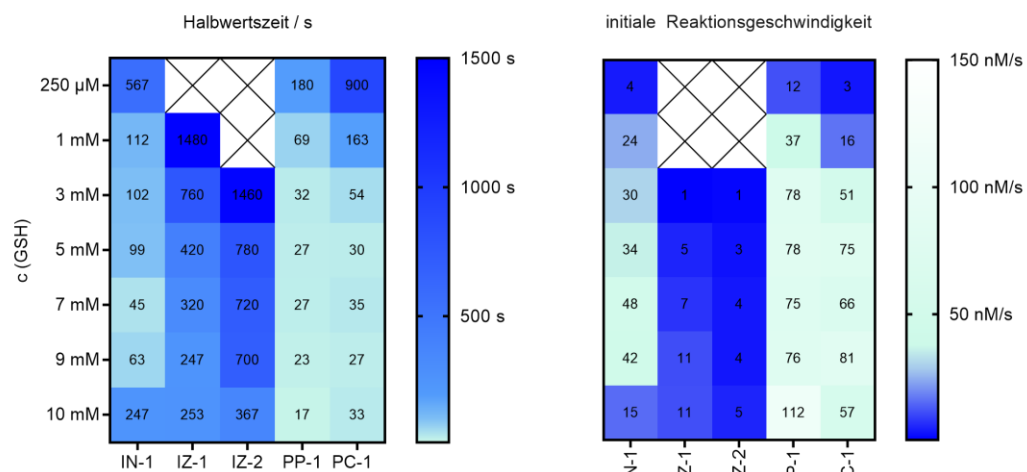 Halbwertszeit / s
initiale Reaktionsgeschwindigkeit
c (GSH)
250 µM 567 180 900
1 mM 112 1480 69 163
3 mM 102 760 1460 32 54
5 mM 99 420 780 27 30
7 mM 45 320 720 27 35
9 mM 63 247 700 23 27
10 mM 247 253 367 17 33
IN-1 IZ-1 IZ-2 PP-1 PC-1
1500 s
1000 s
500 s
4 12 3
24 37 16
30 1 1 78 51
34 5 3 78 75
48 7 4 75 66
42 11 4 76 81
15 11 5 112 57
N-1 Z-1 Z-2 P-1 C-1
150 nM/s
100 nM/s
50 nM/s